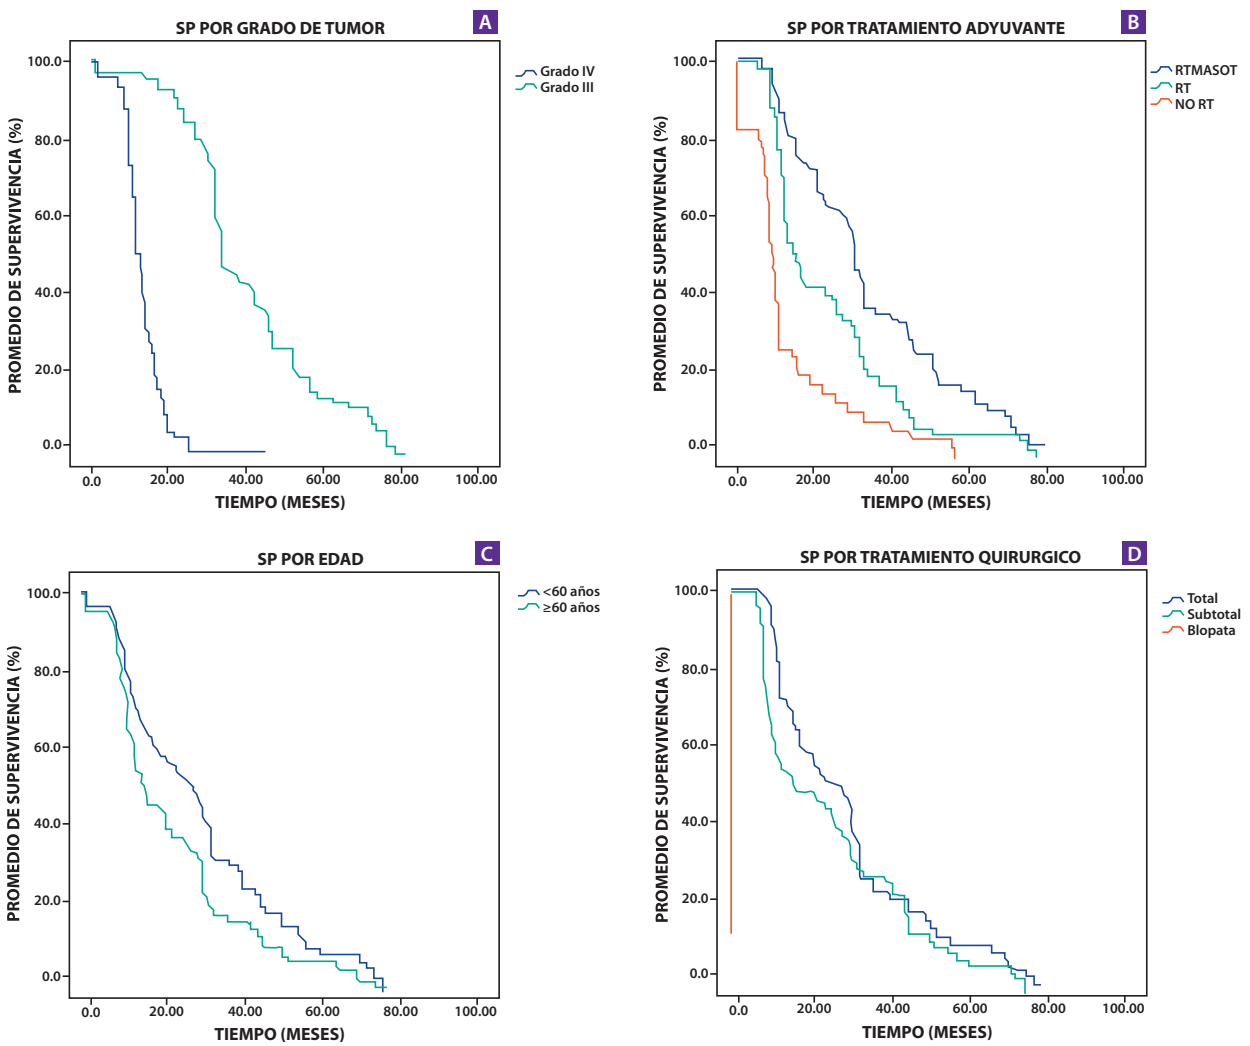 SP POR GRADO DE TUMOR
A
PROMEDIO DE SUPERVIVENCIA (%)
100.0
80.0
60.0
40.0
20.0
0.0
0.0 20.00 40.00 60.00 80.00 100.00
TIEMPO (MESES)
Grado IV
Grado III
SP POR TRATAMIENTO ADYUVANTE
B
PROMEDIO DE SUPERVIVENCIA (%)
100.0
80.0
60.0
40.0
20.0
0.0
0.0 20.00 40.00 60.00 80.00 100.00
TIEMPO (MESES)
RTMASOT
RT
NO RT
SP POR EDAD
C
PROMEDIO DE SUPERVIVENCIA (%)
100.0
80.0
60.0
40.0
20.0
0.0
0.0 20.00 40.00 60.00 80.00 100.00
TIEMPO (MESES)
<60 años
≥60 años
SP POR TRATAMIENTO QUIRURGICO
D
PROMEDIO DE SUPERVIVENCIA (%)
100.0
80.0
60.0
40.0
20.0
0.0
0.0 20.00 40.00 60.00 80.00 100.00
TIEMPO (MESES)
Total
Subtotal
Blopata